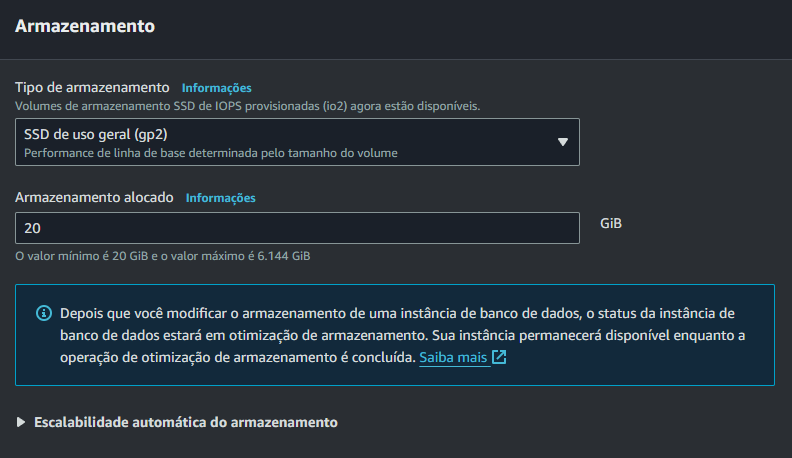 Armazenamento
Tipo de armazenamento Informações
Volumes de armazenamento SSD de IOPS provisionadas (io2) agora estão disponíveis.
SSD de uso geral (gp2)
Performance de linha de base determinada pelo tamanho do volume
Armazenamento alocado Informações
20 GiB
O valor mínimo é 20 GiB e o valor máximo é 6.144 GiB
Depois que você modificar o armazenamento de uma instância de banco de dados, o status da instância de
banco de dados estará em otimização de armazenamento. Sua instância permanecerá disponível enquanto a
operação de otimização de armazenamento é concluída. Saiba mais
Escalabilidade automática do armazenamento